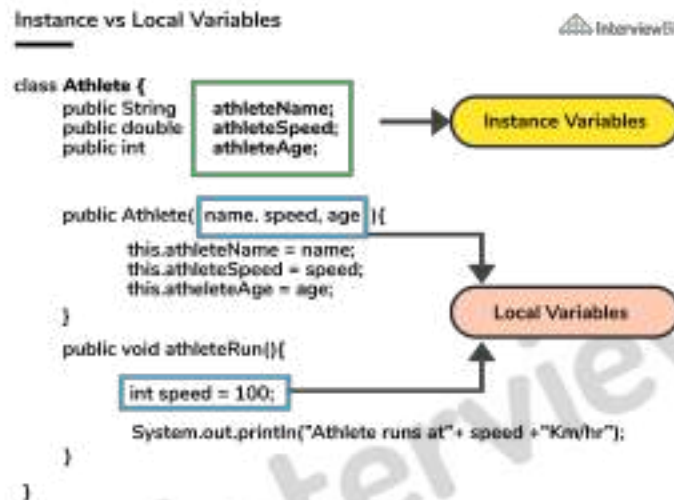 Instance vs Local Variables
InterviewBi
class Athlete {
public String athleteName;
public double athleteSpeed;
public int athleteAge;
Instance Variables
public Athlete( name. speed, age ){
this.athleteName = name;
this.athleteSpeed = speed;
this.atheleteAge = age;
}
Local Variables
public void athleteRun(){
int speed = 100;
System.out.println("Athlete runs at"+ speed +"Km/hr");
}
}